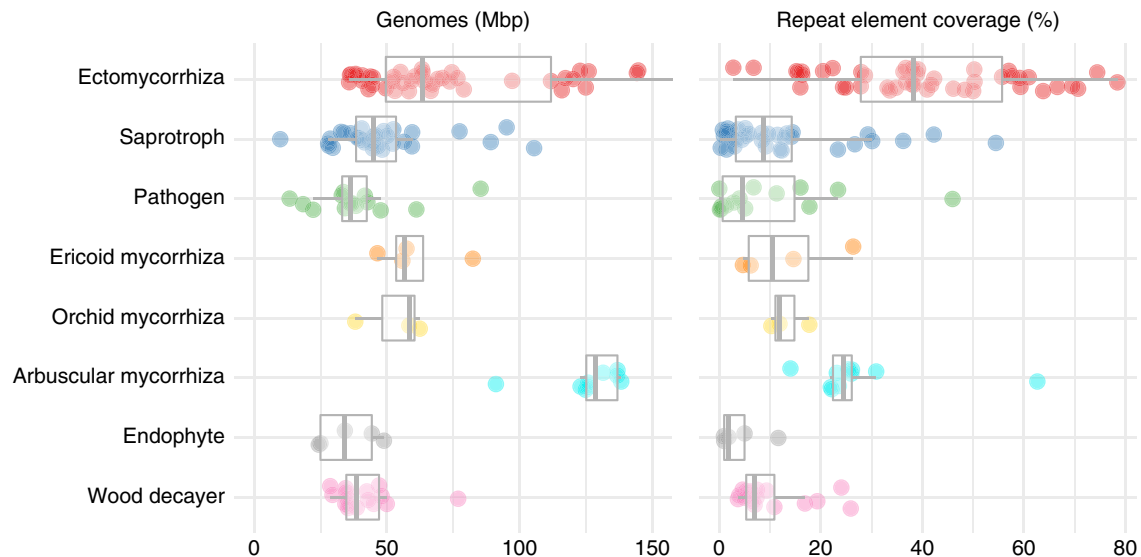 Genomes (Mbp)
Repeat element coverage (%)
Ectomycorrhiza
Saprotroph
Pathogen
Ericoid mycorrhiza
Orchid mycorrhiza
Arbuscular mycorrhiza
Endophyte
Wood decayer
0 50 100 150
0 20 40 60 80